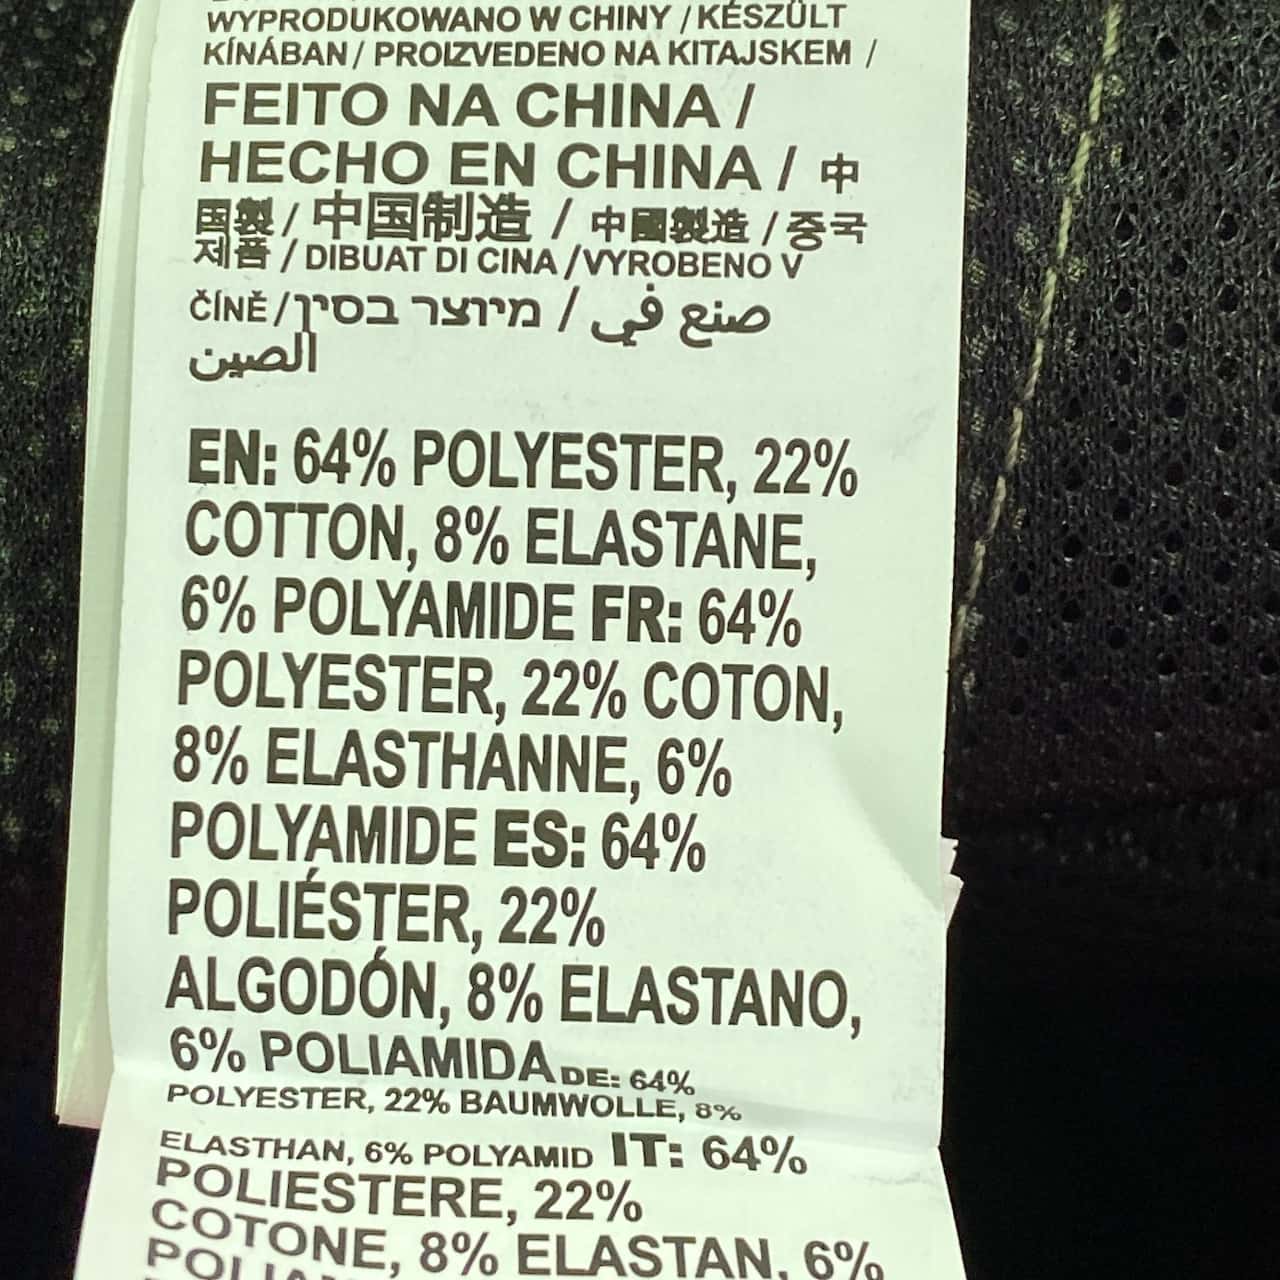 WYPRODUKOWANO W CHINY / KÉSZÜLT
KÍNÁBAN / PROIZVEDENO NA KITAJSKEM /
FEITO NA CHINA /
HECHO EN CHINA / 中
国製 / 中国制造 / 中國製造 / 중국
제품 / DIBUAT DI CINA / VYROBENO V
ČÍNĚ / מיוצר בסין / صنع في
الصين
EN: 64% POLYESTER, 22%
COTTON, 8% ELASTANE,
6% POLYAMIDE FR: 64%
POLYESTER, 22% COTON,
8% ELASTHANNE, 6%
POLYAMIDE ES: 64%
POLIÉSTER, 22%
ALGODÓN, 8% ELASTANO,
6% POLIAMIDA DE: 64%
POLYESTER, 22% BAUMWOLLE, 8%
ELASTHAN, 6% POLYAMID IT: 64%
POLIESTERE, 22%
COTONE, 8% ELASTAN, 6%